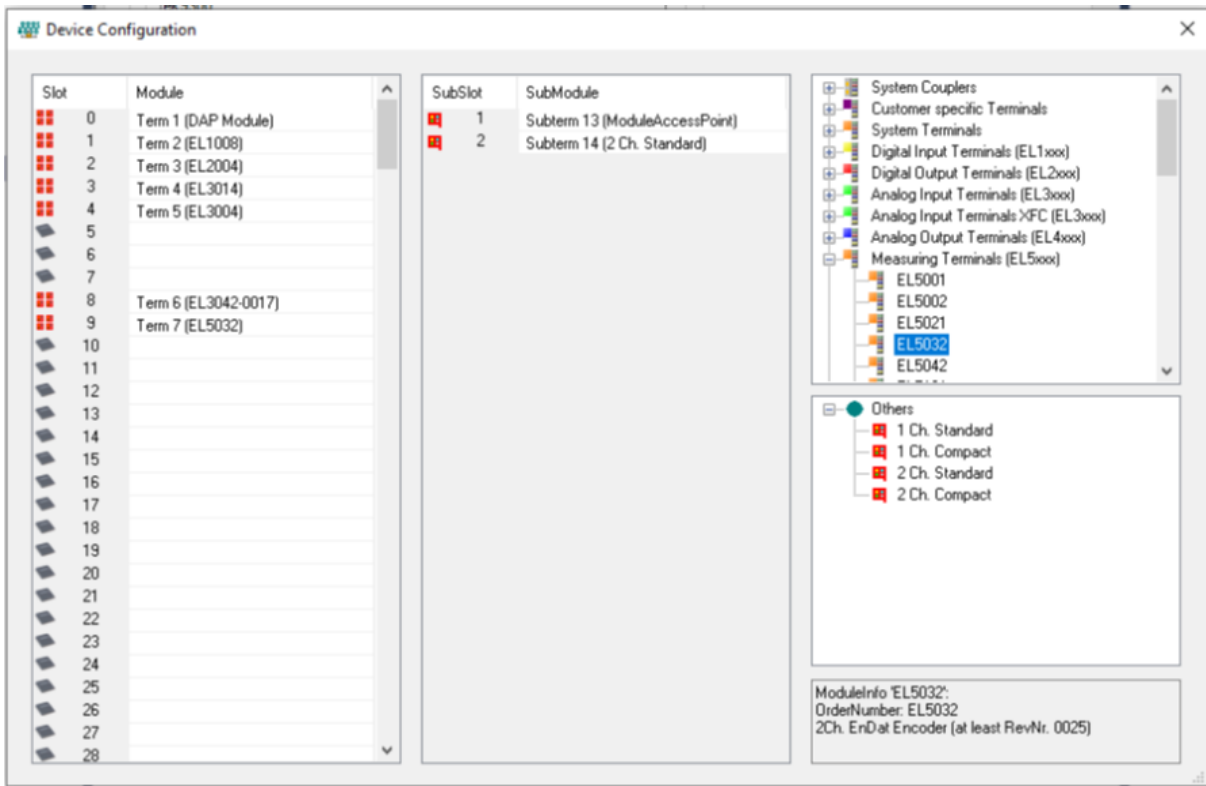 Device Configuration
Slot Module
0 Term 1 (DAP Module)
1 Term 2 (EL1008)
2 Term 3 (EL2004)
3 Term 4 (EL3014)
4 Term 5 (EL3004)
5
6
7
8 Term 6 (EL3042-0017)
9 Term 7 (EL5032)
10
11
12
13
14
15
16
17
18
19
20
21
22
23
24
25
26
27
28
SubSlot SubModule
1 Subterm 13 (ModuleAccessPoint)
2 Subterm 14 (2 Ch. Standard)
System Couplers
Customer specific Terminals
System Terminals
Digital Input Terminals (EL1xxx)
Digital Output Terminals (EL2xxx)
Analog Input Terminals (EL3xxx)
Analog Input Terminals XFC (EL3xxx)
Analog Output Terminals (EL4xxx)
Measuring Terminals (EL5xxx)
EL5001
EL5002
EL5021
EL5032
EL5042
Others
1 Ch. Standard
1 Ch. Compact
2 Ch. Standard
2 Ch. Compact
ModuleInfo 'EL5032':
OrderNumber: EL5032
2Ch. EnDat Encoder (at least RevNr. 0025)